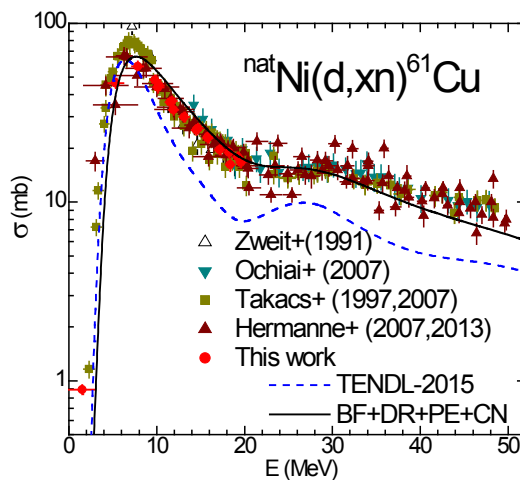 100
10
1
σ (mb)
natNi(d,xn)61Cu
Zweit+(1991)
Ochiai+ (2007)
Takacs+ (1997,2007)
Hermanne+ (2007,2013)
This work
TENDL-2015
BF+DR+PE+CN
0 10 20 30 40 50
E (MeV)